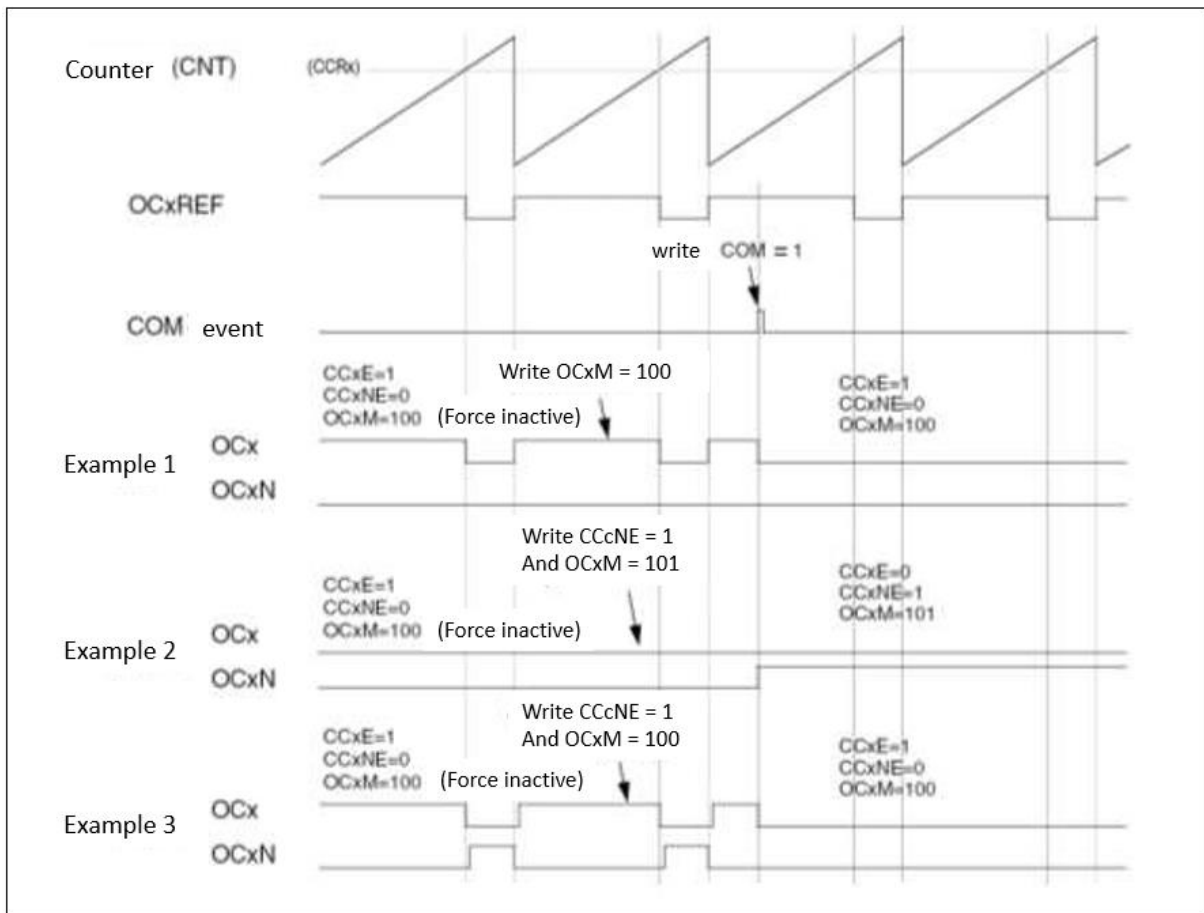 Counter (CNT)
(CCRx)
OCxREF
write COM = 1
COM event
CCxE=1
CCxNE=0
OCxM=100 (Force inactive)
Write OCxM = 100
CCxE=1
CCxNE=0
OCxM=100
Example 1
OCx
OCxN
Write CCcNE = 1
And OCxM = 101
CCxE=1
CCxNE=0
OCxM=100 (Force inactive)
CCxE=0
CCxNE=1
OCxM=101
Example 2
OCx
OCxN
Write CCcNE = 1
And OCxM = 100
CCxE=1
CCxNE=0
OCxM=100 (Force inactive)
CCxE=1
CCxNE=0
OCxM=100
Example 3
OCx
OCxN